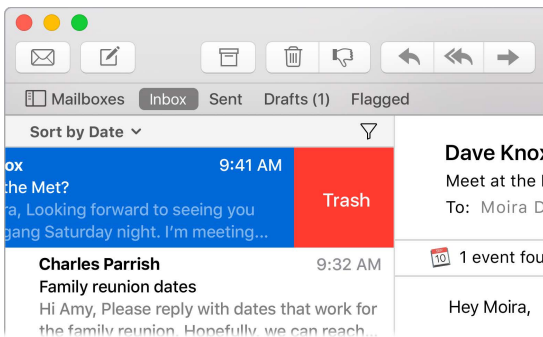 Mailboxes Inbox Sent Drafts (1) Flagged
Sort by Date
ox 9:41 AM
the Met?
ra, Looking forward to seeing you
gang Saturday night. I'm meeting...
Trash
Charles Parrish 9:32 AM
Family reunion dates
Hi Amy, Please reply with dates that work for
the family reunion. Hopefully, we can reach...
Dave Knox
Meet at the
To: Moira D
10 1 event fou
Hey Moira,